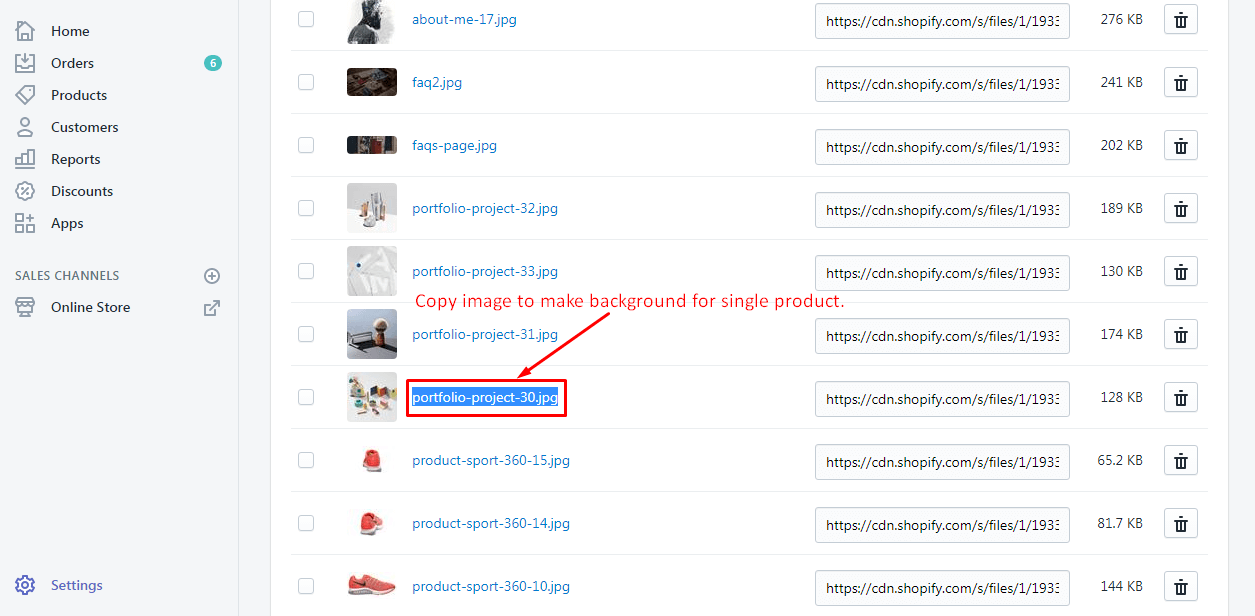 Home
Orders 6
Products
Customers
Reports
Discounts
Apps
SALES CHANNELS
Online Store
Settings
about-me-17.jpg https://cdn.shopify.com/s/files/1/1933 276 KB
faq2.jpg https://cdn.shopify.com/s/files/1/1933 241 KB
faqs-page.jpg https://cdn.shopify.com/s/files/1/1933 202 KB
portfolio-project-32.jpg https://cdn.shopify.com/s/files/1/1933 189 KB
portfolio-project-33.jpg https://cdn.shopify.com/s/files/1/1933 130 KB
Copy image to make background for single product.
portfolio-project-31.jpg https://cdn.shopify.com/s/files/1/1933 174 KB
portfolio-project-30.jpg https://cdn.shopify.com/s/files/1/1933 128 KB
product-sport-360-15.jpg https://cdn.shopify.com/s/files/1/1933 65.2 KB
product-sport-360-14.jpg https://cdn.shopify.com/s/files/1/1933 81.7 KB
product-sport-360-10.jpg https://cdn.shopify.com/s/files/1/1933 144 KB